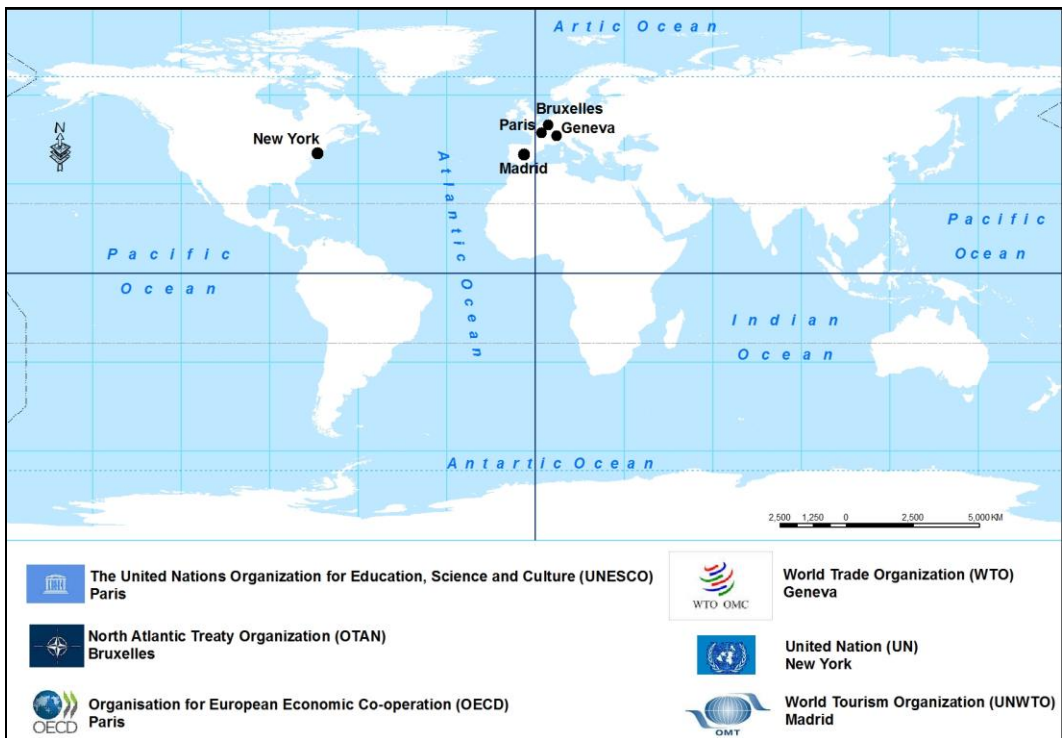 Artic Ocean
N
New York
Bruxelles
Paris
Geneva
Madrid
Atlantic Ocean
Pacific
Ocean
Pacific
Ocean
Indian
Ocean
Antartic Ocean
2,500 1,250 0 2,500 5,000 KM
The United Nations Organization for Education, Science and Culture (UNESCO)
Paris
North Atlantic Treaty Organization (OTAN)
Bruxelles
OECD
Organisation for European Economic Co-operation (OECD)
Paris
WTO OMC
World Trade Organization (WTO)
Geneva
United Nation (UN)
New York
OMT
World Tourism Organization (UNWTO)
Madrid